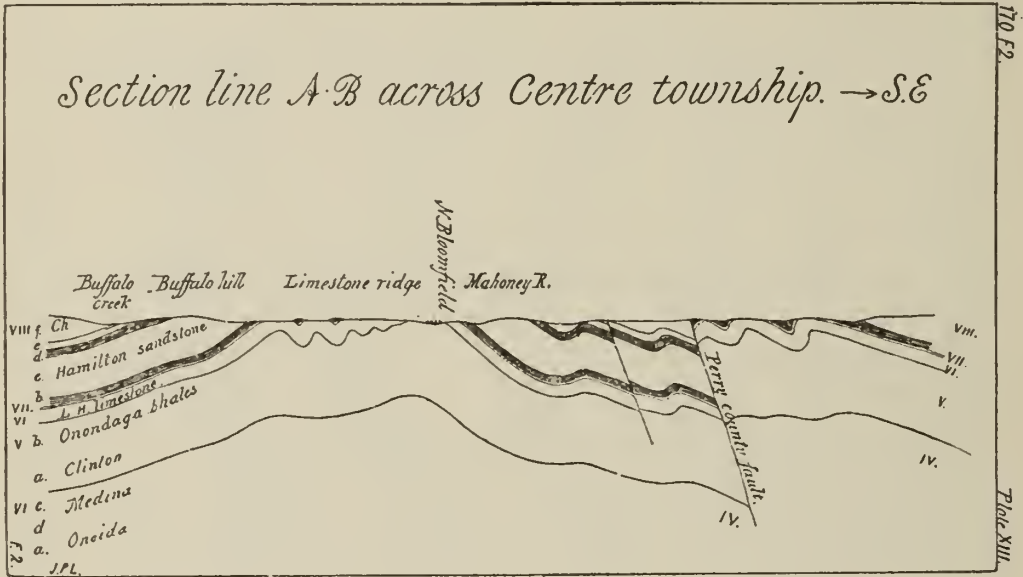 170 F2.
Section line A-B across Centre township. → S.E
N. Bloomfield
Buffalo creek
Buffalo hill
Limestone ridge
Mahoney R.
VIII f. Ch
e
d.
c. Hamilton sandstone
b
VII.
VI L. H. limestone.
V b. Onondaga shales
a. Clinton
VI c. Medina
d
a. Oneida
F. 2.
J.P.L.
Perry county fault.
IV.
VIII.
VII.
VI.
V.
IV.
Plate XIII.